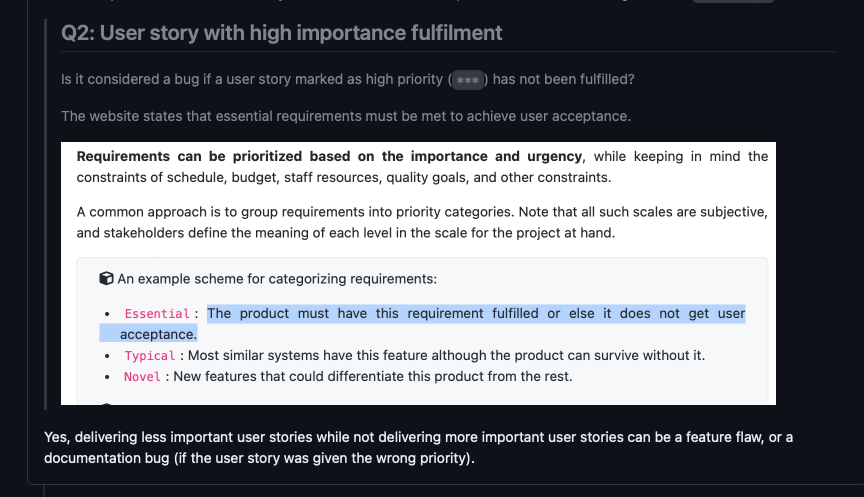 Q2: User story with high importance fulfilment
Is it considered a bug if a user story marked as high priority ( *** ) has not been fulfilled?
The website states that essential requirements must be met to achieve user acceptance.
Requirements can be prioritized based on the importance and urgency, while keeping in mind the
constraints of schedule, budget, staff resources, quality goals, and other constraints.
A common approach is to group requirements into priority categories. Note that all such scales are subjective,
and stakeholders define the meaning of each level in the scale for the project at hand.
An example scheme for categorizing requirements:
• Essential : The product must have this requirement fulfilled or else it does not get user
acceptance.
• Typical : Most similar systems have this feature although the product can survive without it.
• Novel : New features that could differentiate this product from the rest.
Yes, delivering less important user stories while not delivering more important user stories can be a feature flaw, or a
documentation bug (if the user story was given the wrong priority).